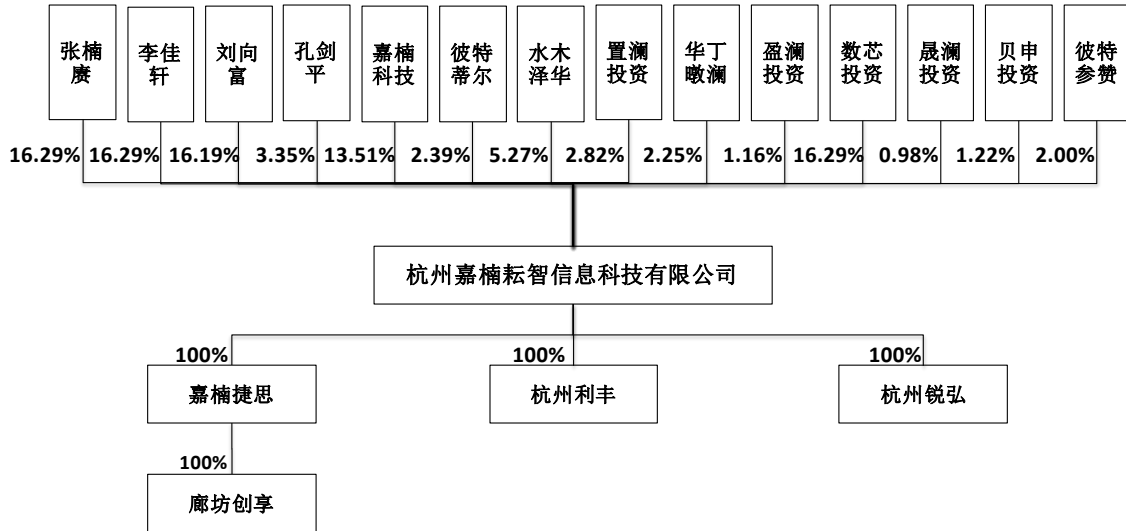 张楠
赓
李佳
轩
刘向
富
孔剑
平
嘉楠
科技
彼特
蒂尔
水木
泽华
置澜
投资
华丁
暾澜
盈澜
投资
数芯
投资
晟澜
投资
贝申
投资
彼特
参赞
16.29% 16.29% 16.19% 3.35% 13.51% 2.39% 5.27% 2.82% 2.25% 1.16% 16.29% 0.98% 1.22% 2.00%
杭州嘉楠耘智信息科技有限公司
100% 100% 100%
嘉楠捷思 杭州利丰 杭州锐弘
100%
廊坊创享